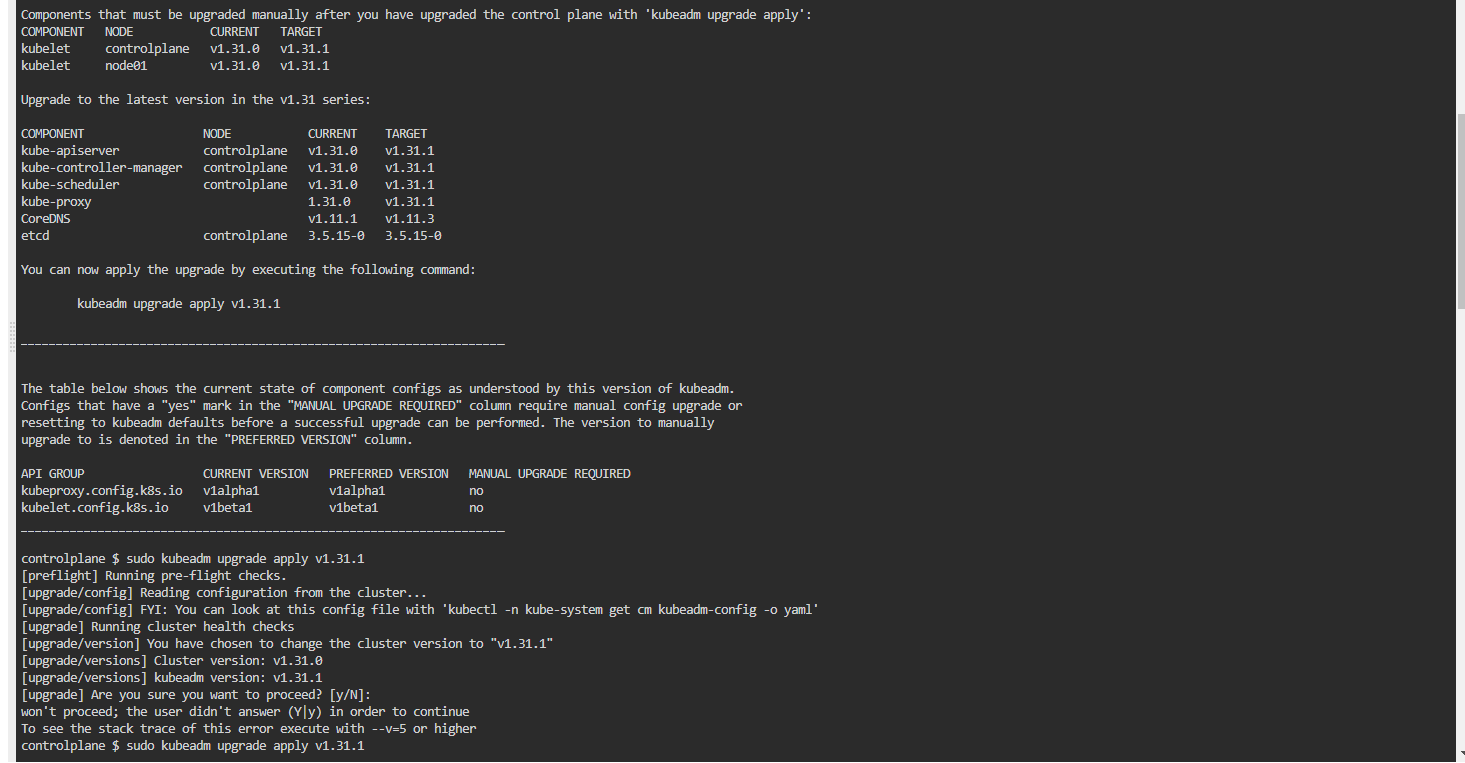 Components that must be upgraded manually after you have upgraded the control plane with 'kubeadm upgrade apply':
COMPONENT   NODE           CURRENT   TARGET
kubelet     controlplane   v1.31.0   v1.31.1
kubelet     node01         v1.31.0   v1.31.1
Upgrade to the latest version in the v1.31 series:
COMPONENT                 NODE           CURRENT    TARGET
kube-apiserver            controlplane   v1.31.0    v1.31.1
kube-controller-manager   controlplane   v1.31.0    v1.31.1
kube-scheduler            controlplane   v1.31.0    v1.31.1
kube-proxy                               1.31.0     v1.31.1
CoreDNS                                  v1.11.1    v1.11.3
etcd                      controlplane   3.5.15-0   3.5.15-0
You can now apply the upgrade by executing the following command:
        kubeadm upgrade apply v1.31.1
_____________________________________________________________________
The table below shows the current state of component configs as understood by this version of kubeadm.
Configs that have a "yes" mark in the "MANUAL UPGRADE REQUIRED" column require manual config upgrade or
resetting to kubeadm defaults before a successful upgrade can be performed. The version to manually
upgrade to is denoted in the "PREFERRED VERSION" column.
API GROUP                 CURRENT VERSION   PREFERRED VERSION   MANUAL UPGRADE REQUIRED
kubeproxy.config.k8s.io   v1alpha1          v1alpha1            no
kubelet.config.k8s.io     v1beta1           v1beta1             no
_____________________________________________________________________
controlplane $ sudo kubeadm upgrade apply v1.31.1
[preflight] Running pre-flight checks.
[upgrade/config] Reading configuration from the cluster...
[upgrade/config] FYI: You can look at this config file with 'kubectl -n kube-system get cm kubeadm-config -o yaml'
[upgrade] Running cluster health checks
[upgrade/version] You have chosen to change the cluster version to "v1.31.1"
[upgrade/versions] Cluster version: v1.31.0
[upgrade/versions] kubeadm version: v1.31.1
[upgrade] Are you sure you want to proceed? [y/N]:
won't proceed; the user didn't answer (Y|y) in order to continue
To see the stack trace of this error execute with --v=5 or higher
controlplane $ sudo kubeadm upgrade apply v1.31.1